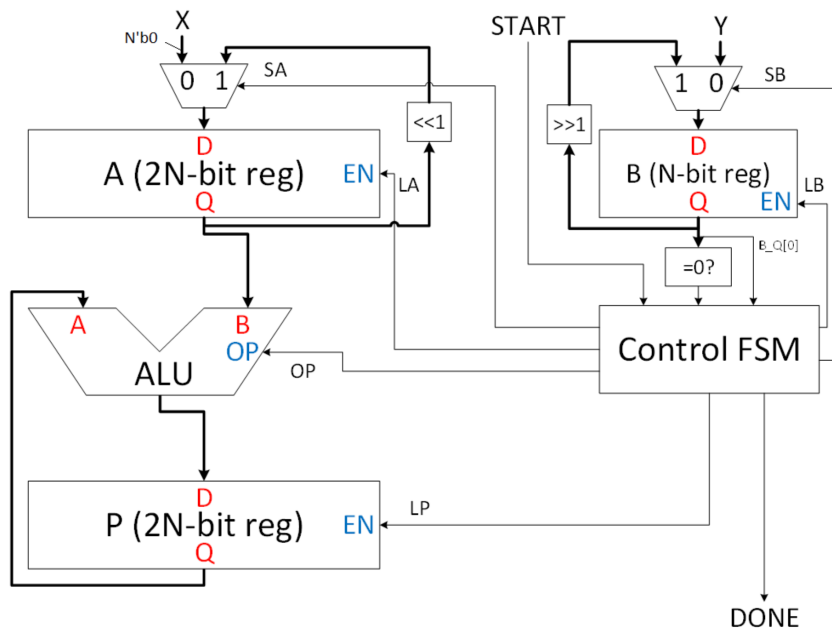 X
START
Y
N'b0
0 1
SA
1 0
SB
<<1
>>1
D
A (2N-bit reg)
EN
Q
LA
D
B (N-bit reg)
EN
Q
LB
B_Q[0]
=0?
A
B
OP
ALU
OP
Control FSM
D
P (2N-bit reg)
EN
Q
LP
DONE